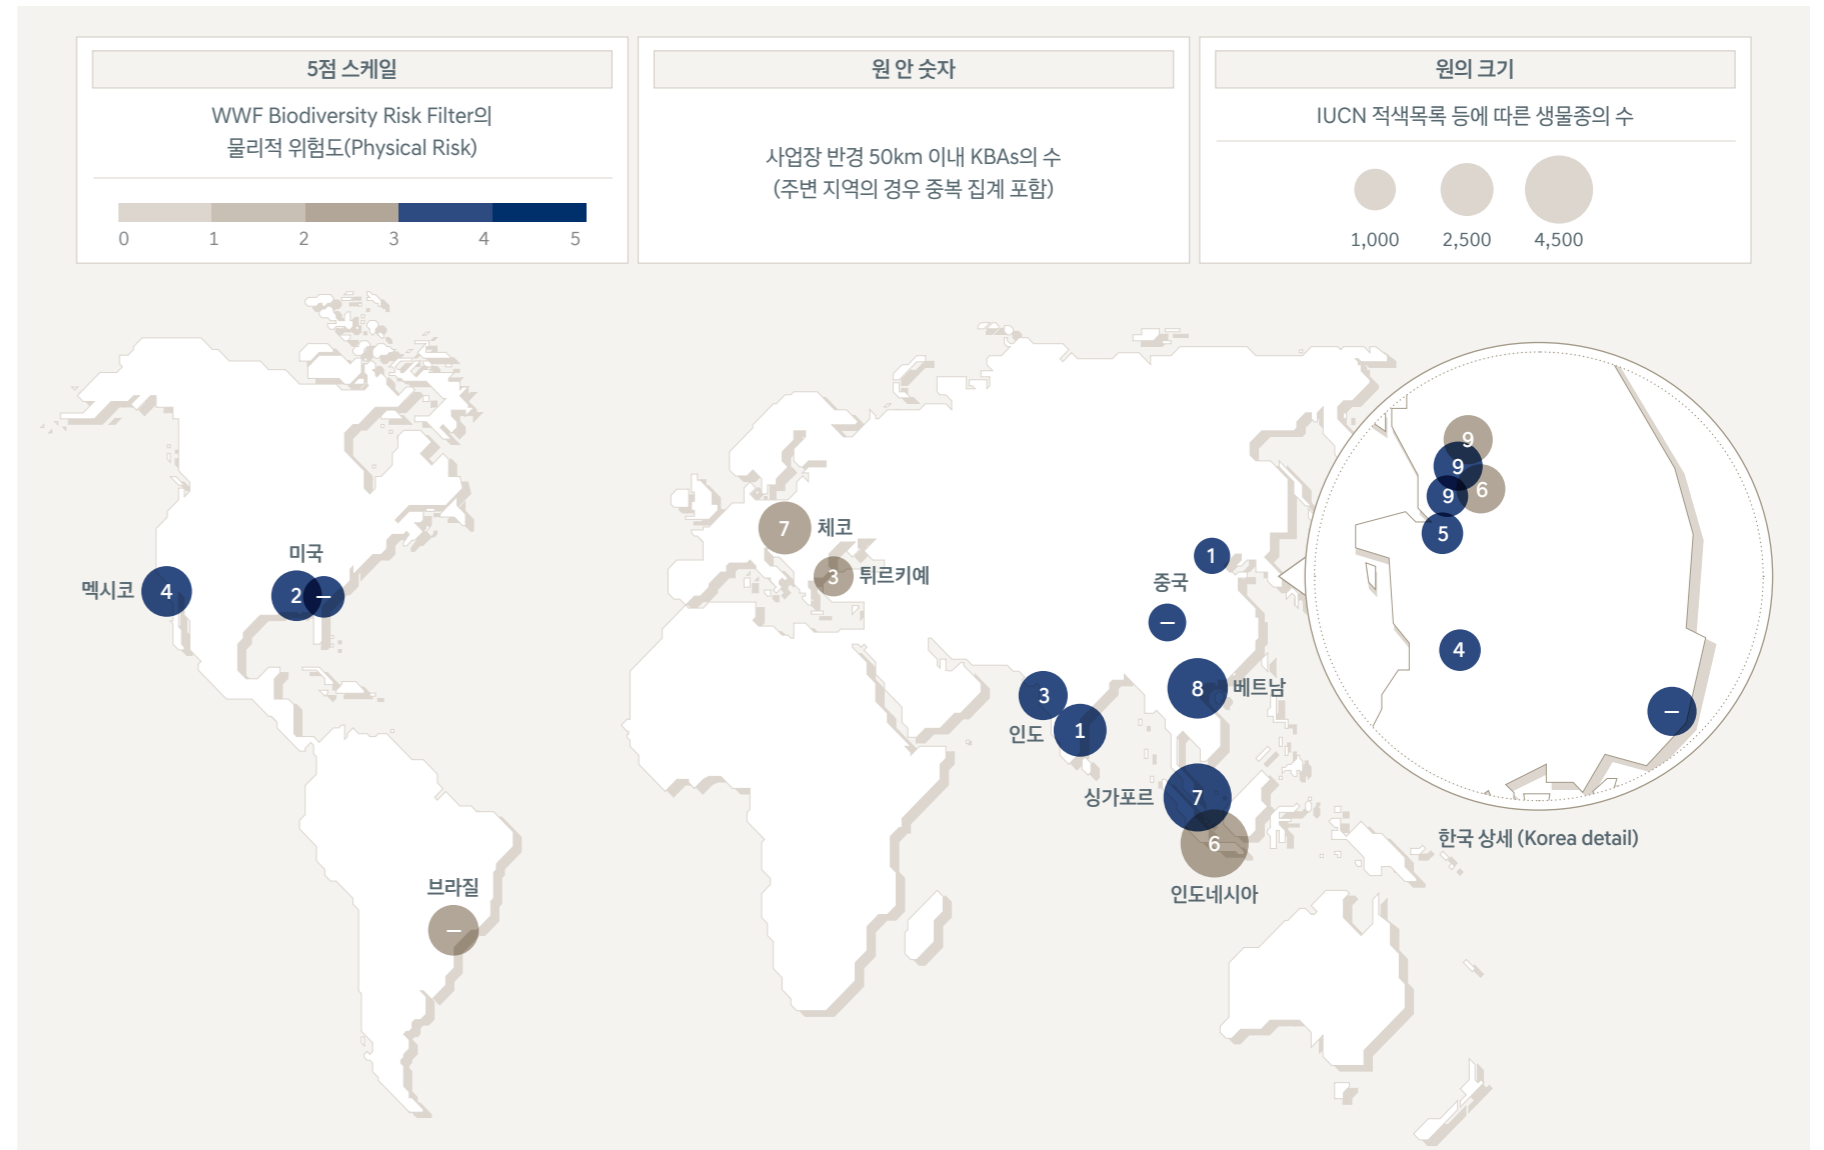 5점 스케일
WWF Biodiversity Risk Filter의
물리적 위험도(Physical Risk)
0 1 2 3 4 5
원 안 숫자
사업장 반경 50km 이내 KBAs의 수
(주변 지역의 경우 중복 집계 포함)
원의 크기
IUCN 적색목록 등에 따른 생물종의 수
1,000 2,500 4,500
멕시코
4
미국
2
–
브라질
–
7
체코
3
튀르키예
1
중국
–
3
인도
1
8
베트남
싱가포르
7
6
인도네시아
9
9
9
6
5
4
–
한국 상세 (Korea detail)